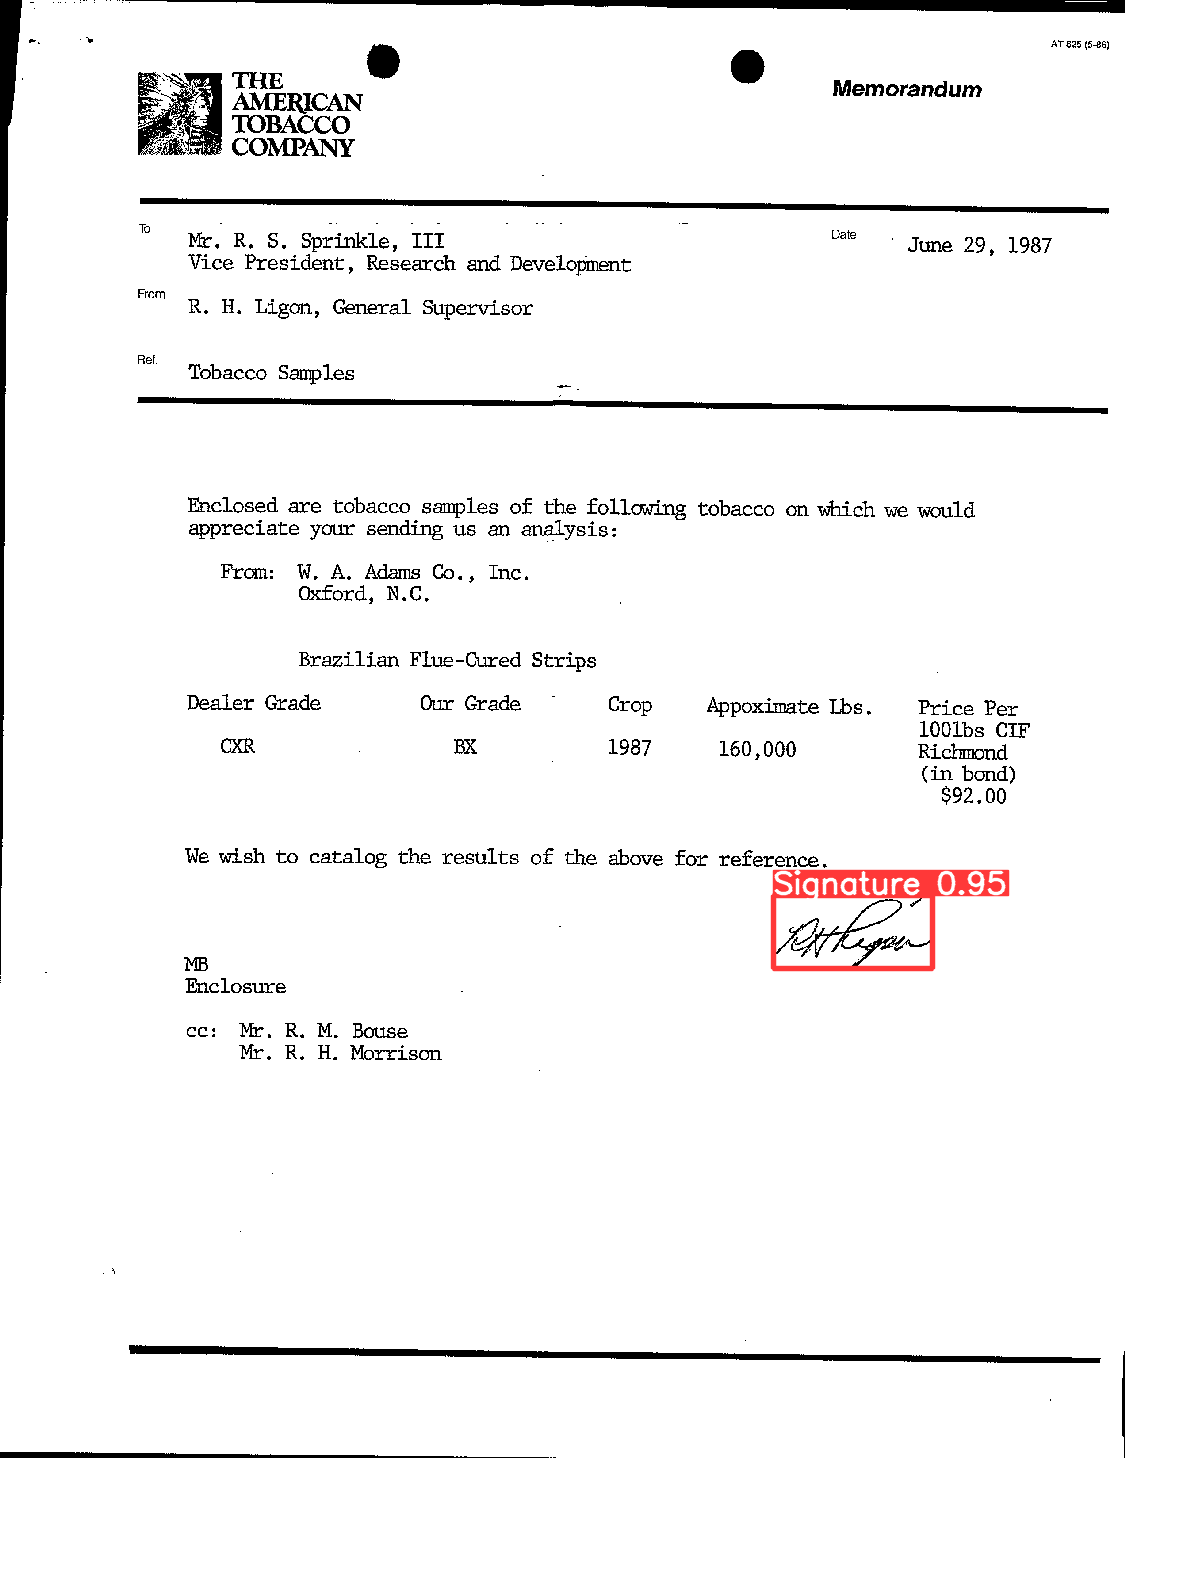 AT 825 (5-86)
THE
AMERICAN
TOBACCO
COMPANY
Memorandum
To Mr. R. S. Sprinkle, III Date June 29, 1987
Vice President, Research and Development
From R. H. Ligon, General Supervisor
Ref. Tobacco Samples
Enclosed are tobacco samples of the following tobacco on which we would
appreciate your sending us an analysis:
From: W. A. Adams Co., Inc.
Oxford, N.C.
Brazilian Flue-Cured Strips
Dealer Grade Our Grade Crop Appoximate Lbs. Price Per
100lbs CIF
CXR BX 1987 160,000 Richmond
(in bond)
$92.00
We wish to catalog the results of the above for reference.
Signature 0.95
RH Ligon
MB
Enclosure
cc: Mr. R. M. Bouse
Mr. R. H. Morrison